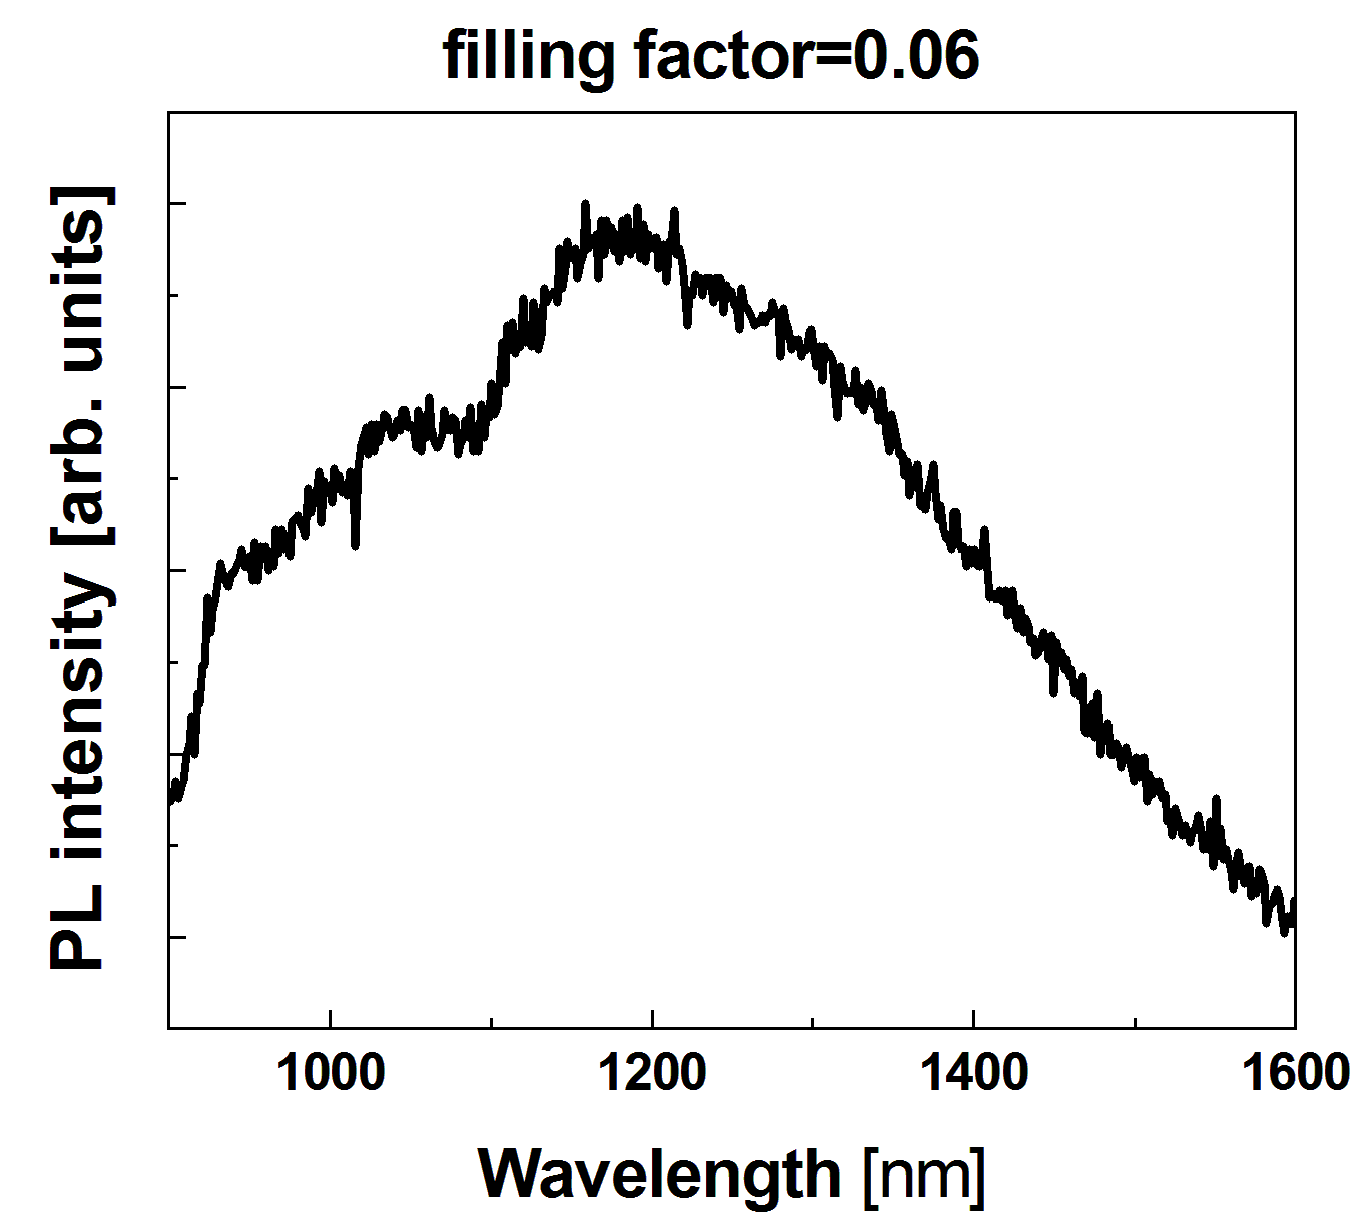 filling factor=0.06
PL intensity [arb. units]
1000 1200 1400 1600
Wavelength [nm]